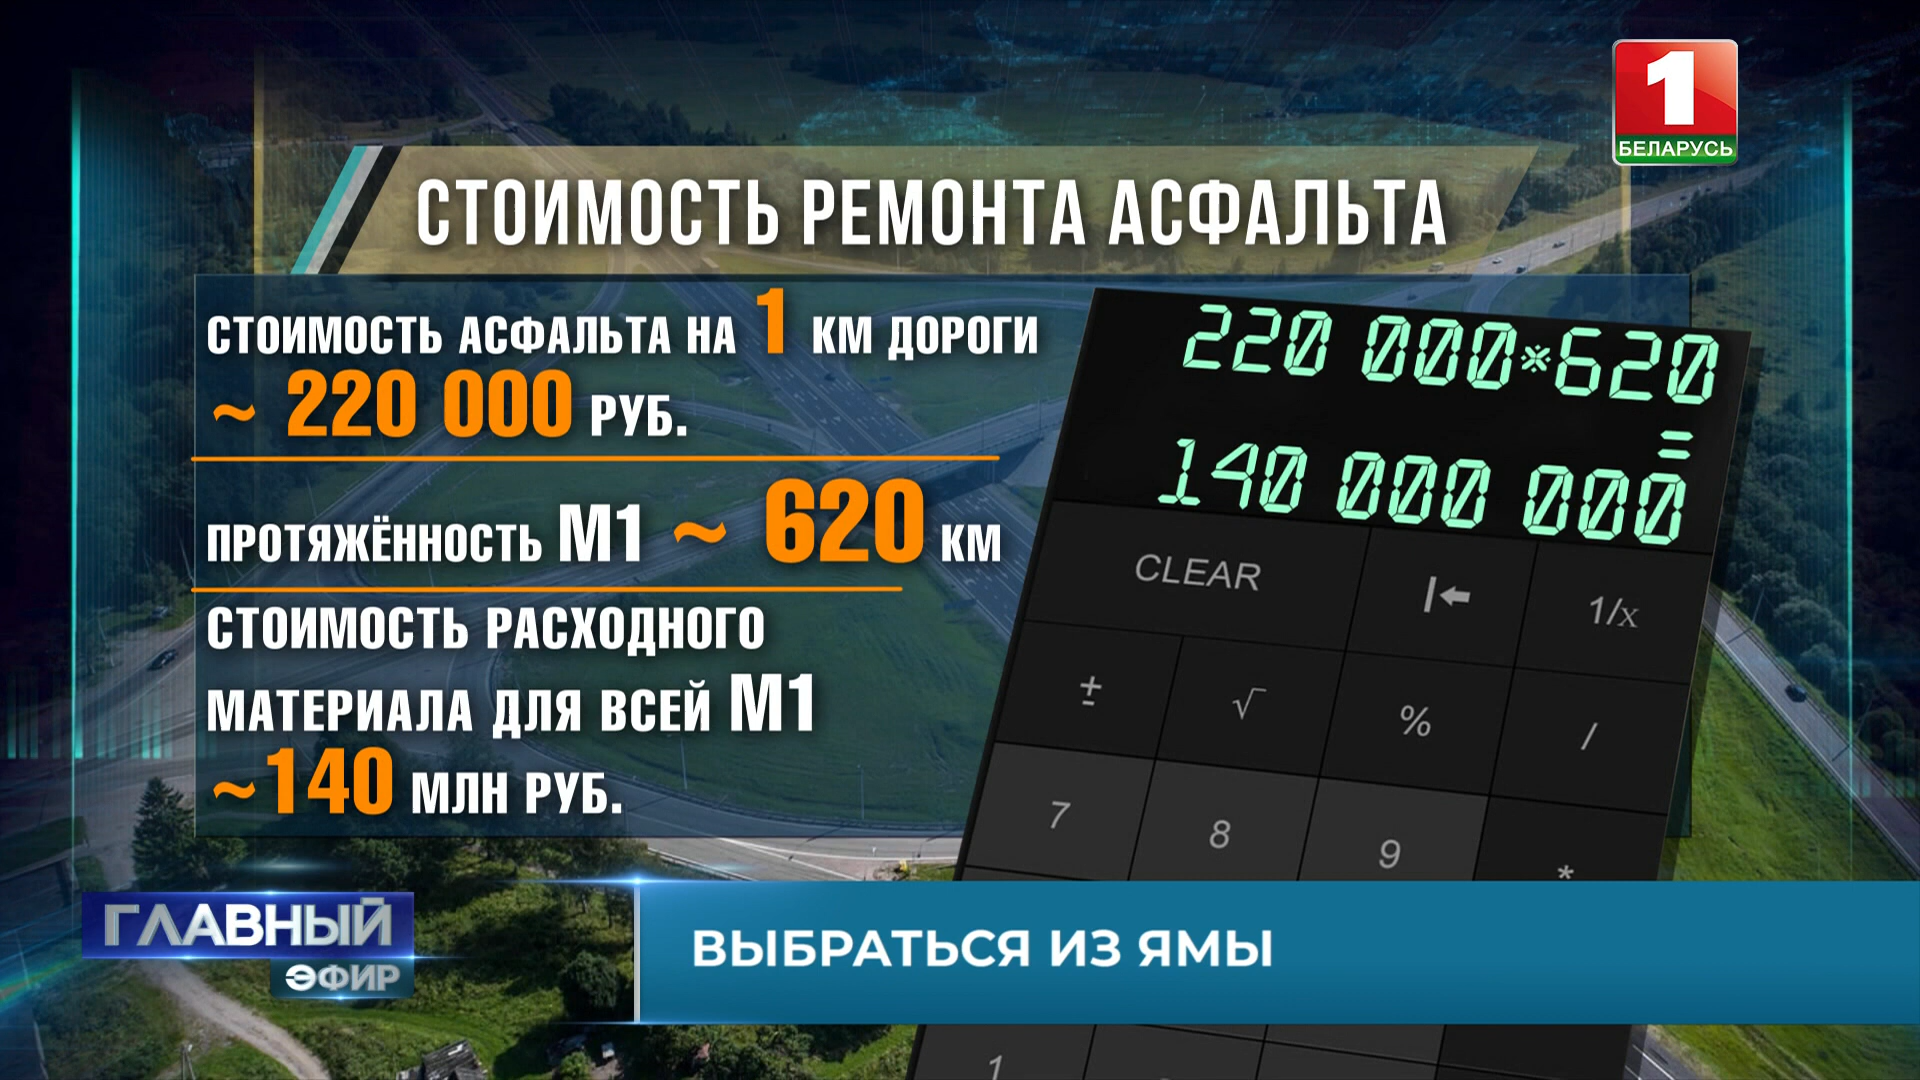 1
БЕЛАРУСЬ
СТОИМОСТЬ РЕМОНТА АСФАЛЬТА
СТОИМОСТЬ АСФАЛЬТА НА 1 КМ ДОРОГИ
~ 220 000 РУБ.
ПРОТЯЖЁННОСТЬ М1 ~ 620 КМ
СТОИМОСТЬ РАСХОДНОГО
МАТЕРИАЛА ДЛЯ ВСЕЙ М1
~140 МЛН РУБ.
220 000*620
=
140 000 000
CLEAR
1/x
± √ % /
7 8 9 *
1
ГЛАВНЫЙ
ЭФИР
ВЫБРАТЬСЯ ИЗ ЯМЫ